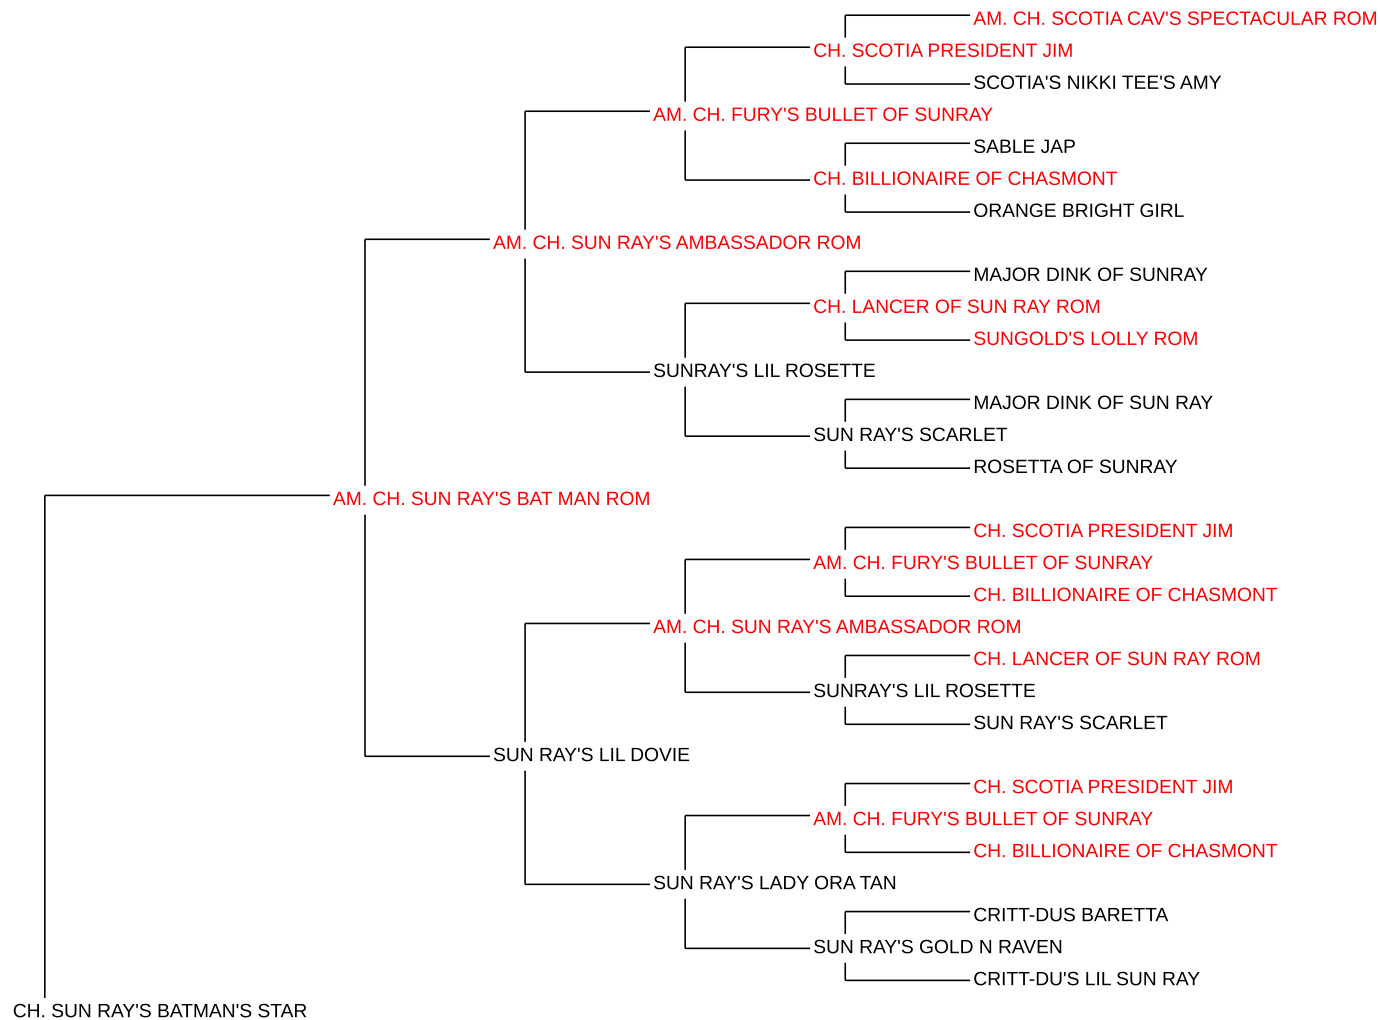 AM. CH. SCOTIA CAV'S SPECTACULAR ROM
CH. SCOTIA PRESIDENT JIM
SCOTIA'S NIKKI TEE'S AMY
AM. CH. FURY'S BULLET OF SUNRAY
SABLE JAP
CH. BILLIONAIRE OF CHASMONT
ORANGE BRIGHT GIRL
AM. CH. SUN RAY'S AMBASSADOR ROM
MAJOR DINK OF SUNRAY
CH. LANCER OF SUN RAY ROM
SUNGOLD'S LOLLY ROM
SUNRAY'S LIL ROSETTE
MAJOR DINK OF SUN RAY
SUN RAY'S SCARLET
ROSETTA OF SUNRAY
AM. CH. SUN RAY'S BAT MAN ROM
CH. SCOTIA PRESIDENT JIM
AM. CH. FURY'S BULLET OF SUNRAY
CH. BILLIONAIRE OF CHASMONT
AM. CH. SUN RAY'S AMBASSADOR ROM
CH. LANCER OF SUN RAY ROM
SUNRAY'S LIL ROSETTE
SUN RAY'S SCARLET
SUN RAY'S LIL DOVIE
CH. SCOTIA PRESIDENT JIM
AM. CH. FURY'S BULLET OF SUNRAY
CH. BILLIONAIRE OF CHASMONT
SUN RAY'S LADY ORA TAN
CRITT-DUS BARETTA
SUN RAY'S GOLD N RAVEN
CRITT-DU'S LIL SUN RAY
CH. SUN RAY'S BATMAN'S STAR